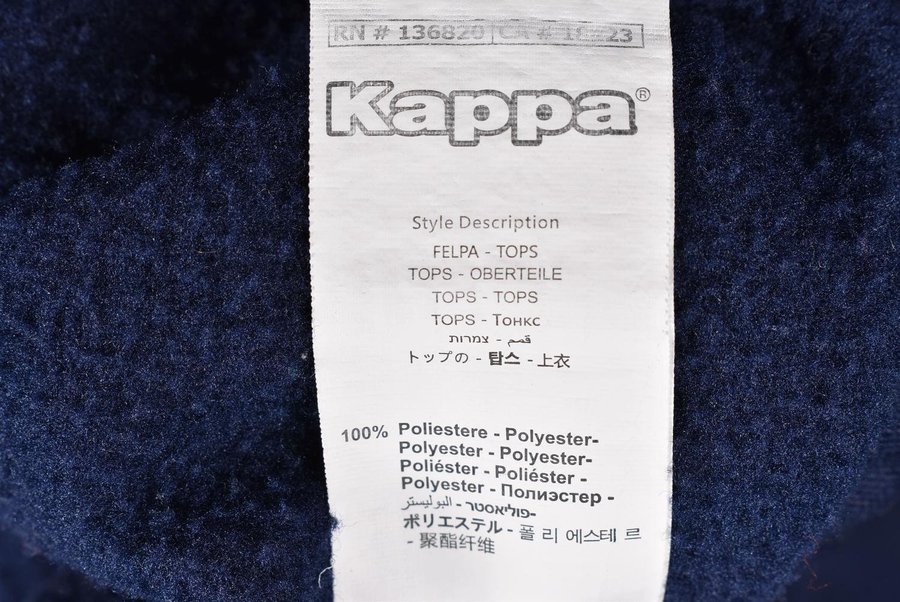 RN # 136820 CA #
Kappa®
Style Description
FELPA - TOPS
TOPS - OBERTEILE
TOPS - TOPS
TOPS - Тонкс
قمم - צמרות
トップの - 탑스 - 上衣
100% Poliestere - Polyester-
Polyester - Polyester-
Poliéster - Poliéster -
Polyester - Полиэстер -
البوليستر - פוליאסטר-
ポリエステル - 폴 리 에스테 르
- 聚酯纤维